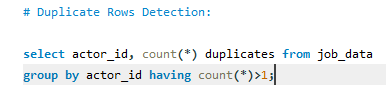 # Duplicate Rows Detection:
select actor_id, count(*) duplicates from job_data
group by actor_id having count(*)>1;